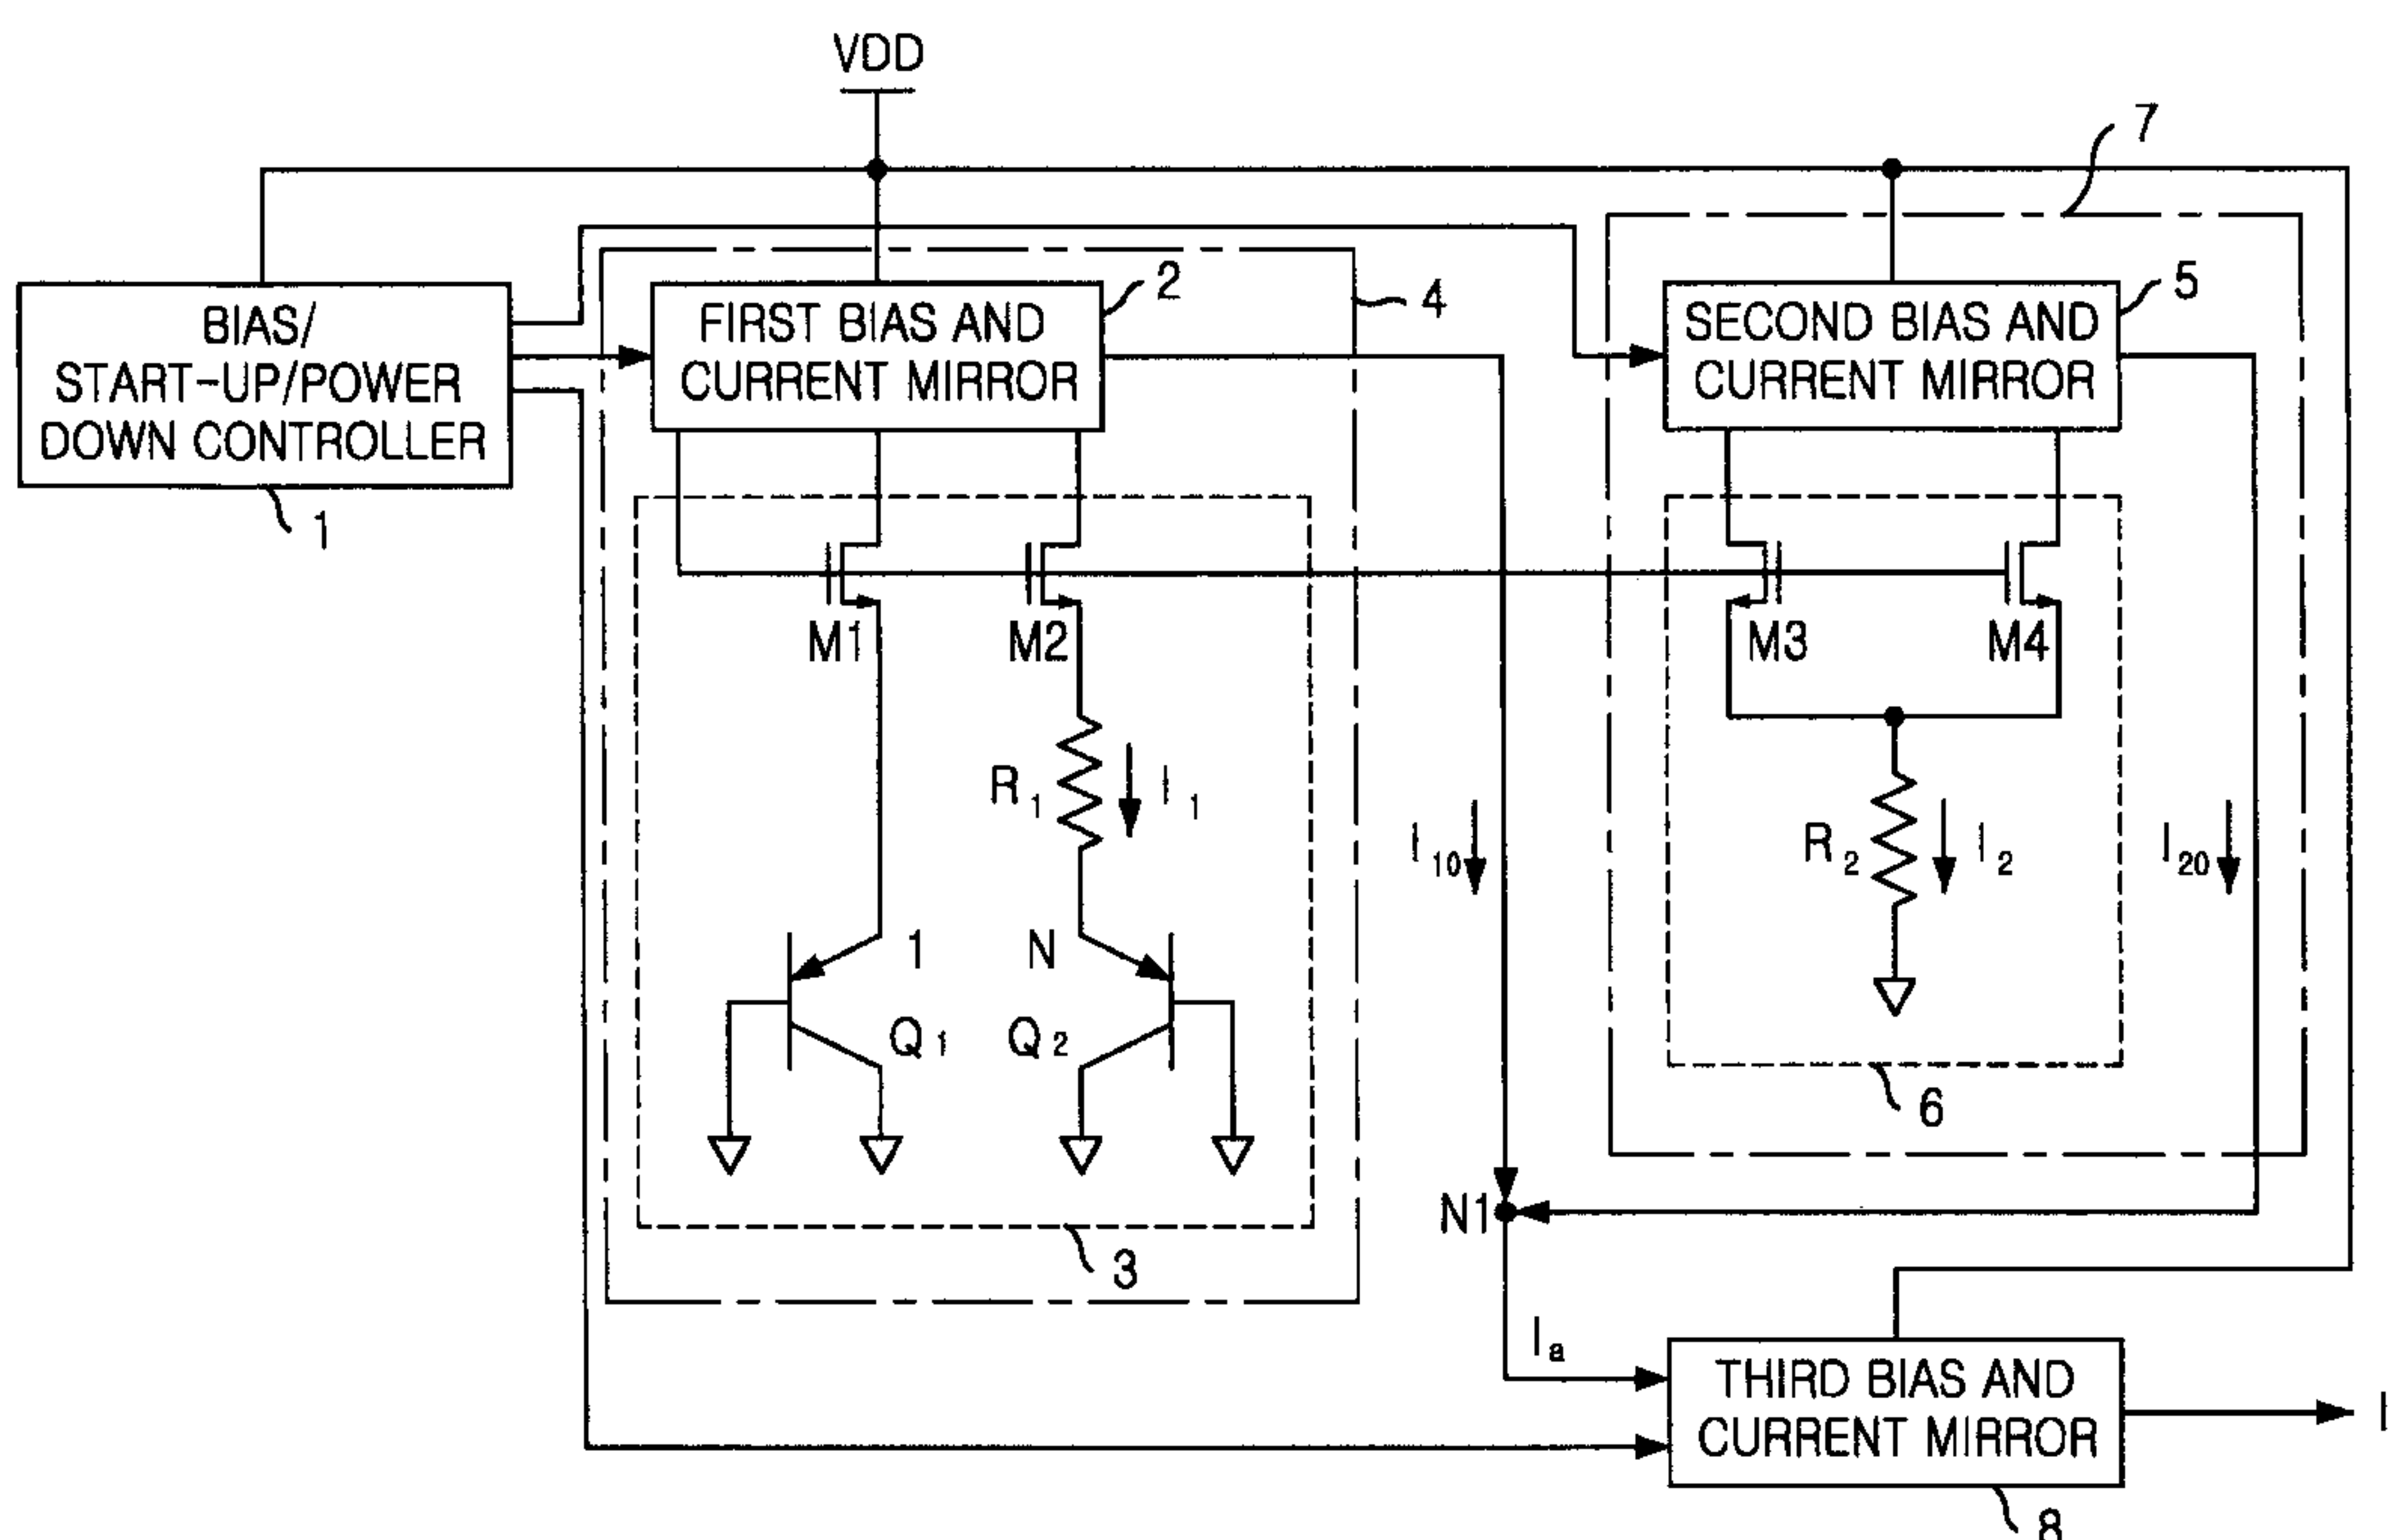 VDD
7
BIAS/
START-UP/POWER
DOWN CONTROLLER
1
FIRST BIAS AND
CURRENT MIRROR
2
4
SECOND BIAS AND
CURRENT MIRROR
5
M1
M2
M3
M4
R1
I1
I10
R2
I2
I20
1
N
Q1
Q2
6
N1
3
Ia
THIRD BIAS AND
CURRENT MIRROR
I
8